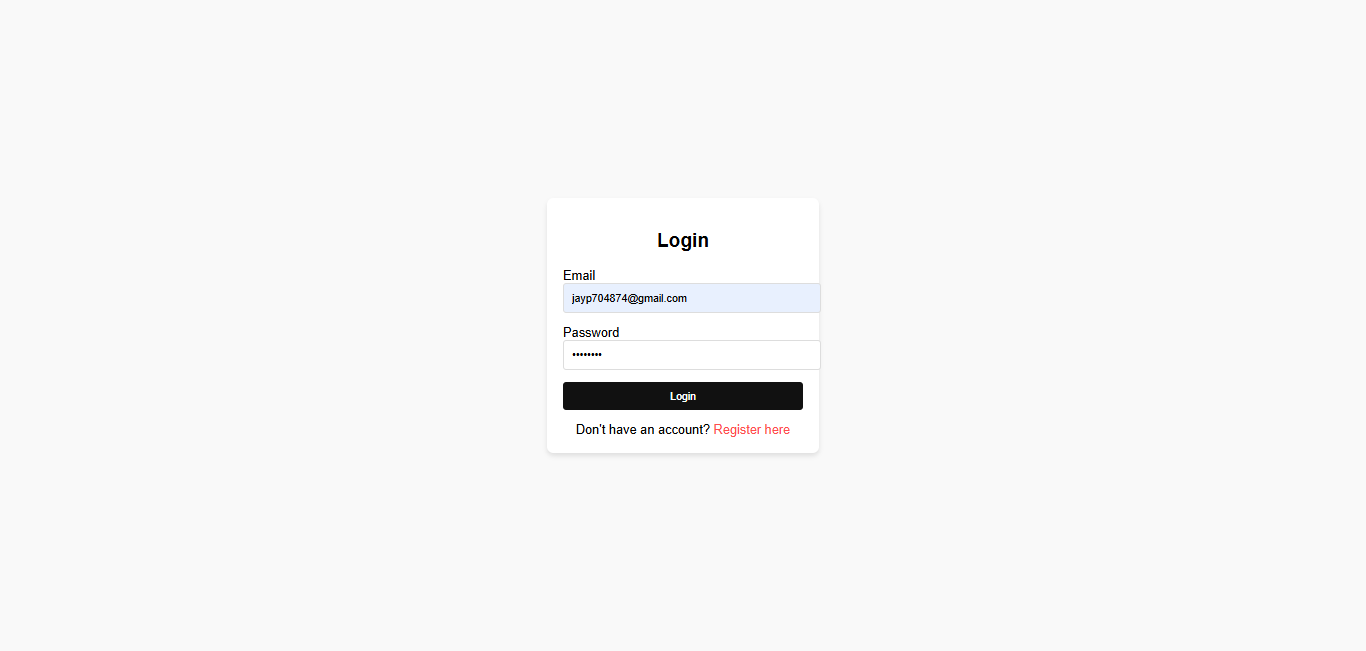 Login
Email
jayp704874@gmail.com
Password
••••••••
Login
Don't have an account? Register here